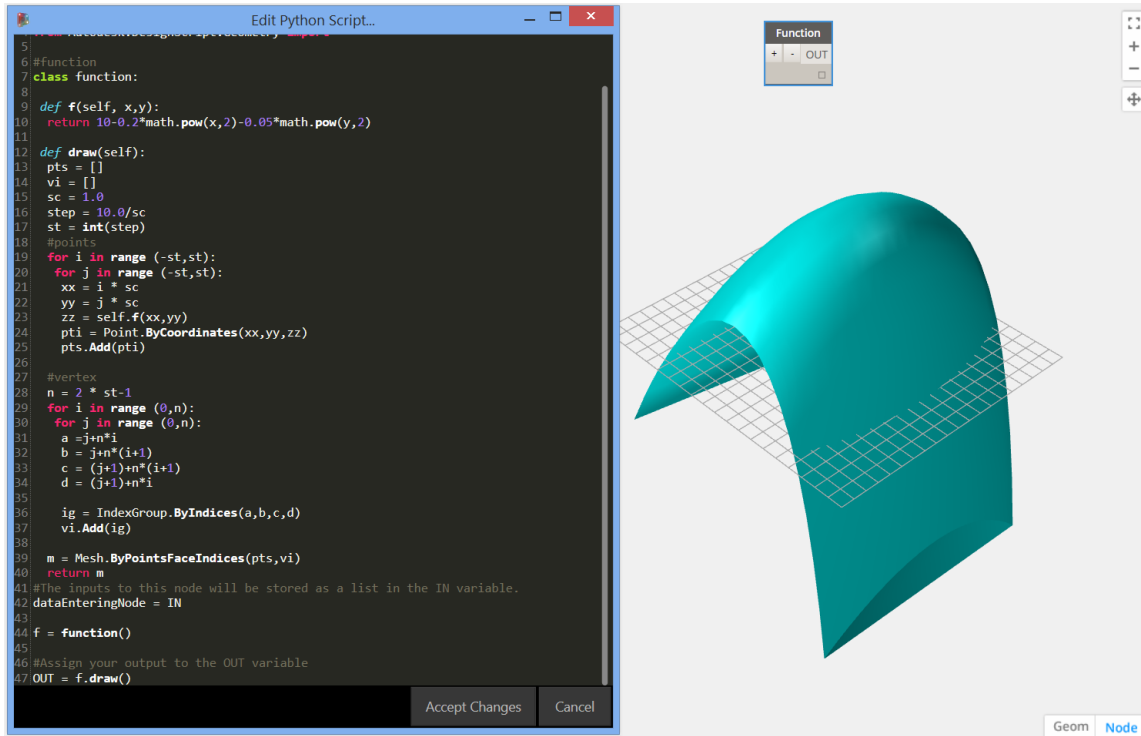 Edit Python Script...
5
6 #function
7 class function:
8
9 def f(self, x,y):
10 return 10-0.2*math.pow(x,2)-0.05*math.pow(y,2)
11
12 def draw(self):
13 pts = []
14 vi = []
15 sc = 1.0
16 step = 10.0/sc
17 st = int(step)
18 #points
19 for i in range (-st,st):
20 for j in range (-st,st):
21 xx = i * sc
22 yy = j * sc
23 zz = self.f(xx,yy)
24 pti = Point.ByCoordinates(xx,yy,zz)
25 pts.Add(pti)
26
27 #vertex
28 n = 2 * st-1
29 for i in range (0,n):
30 for j in range (0,n):
31 a =j+n*i
32 b = j+n*(i+1)
33 c = (j+1)+n*(i+1)
34 d = (j+1)+n*i
35
36 ig = IndexGroup.ByIndices(a,b,c,d)
37 vi.Add(ig)
38
39 m = Mesh.ByPointsFaceIndices(pts,vi)
40 return m
41 #The inputs to this node will be stored as a list in the IN variable.
42 dataEnteringNode = IN
43
44 f = function()
45
46 #Assign your output to the OUT variable
47 OUT = f.draw()
Accept Changes Cancel
Function
+ - OUT
+
-
Geom Node